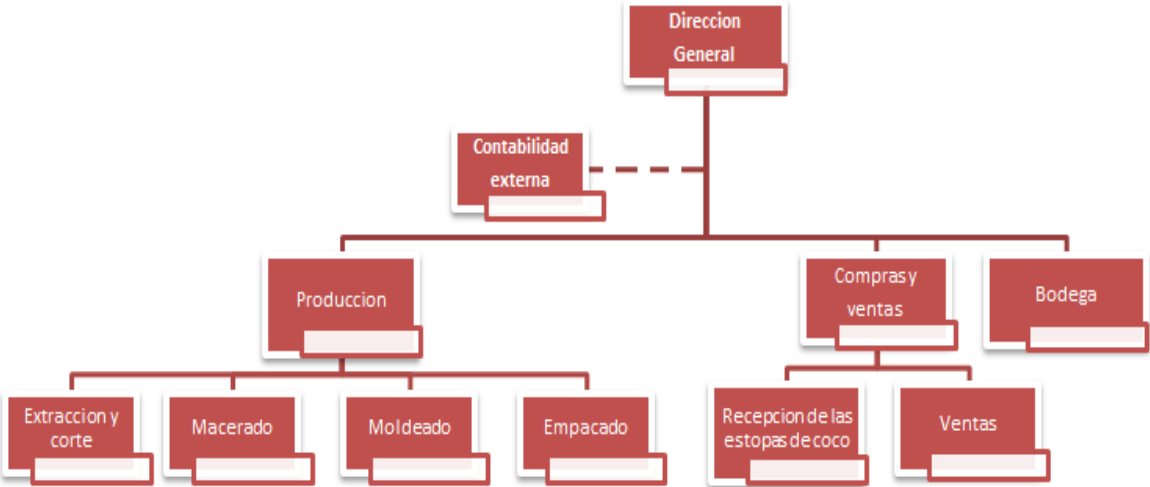 Direccion
General
Contabilidad
externa
Produccion
Compras y
ventas
Bodega
Extraccion y
corte
Macerado
Moldeado
Empacado
Recepcion de las
estopas de coco
Ventas